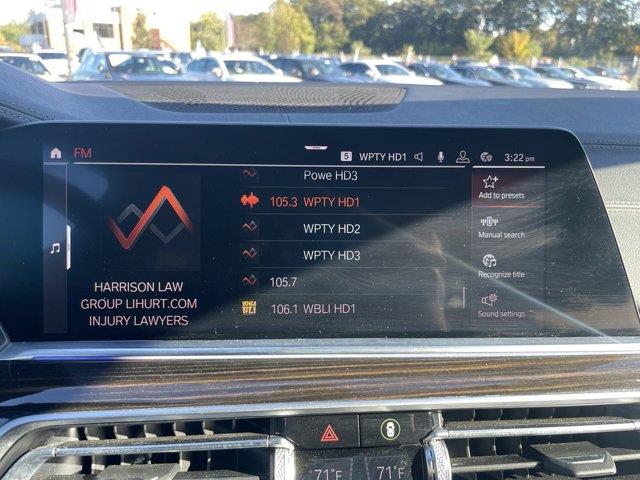 FM
5 WPTY HD1 3:22 pm
HARRISON LAW
GROUP LIHURT.COM
INJURY LAWYERS
Powe HD3
105.3 WPTY HD1
WPTY HD2
WPTY HD3
105.7
106.1 WBLI HD1
Add to presets
Manual search
Recognize title
Sound settings
71°F 71°F